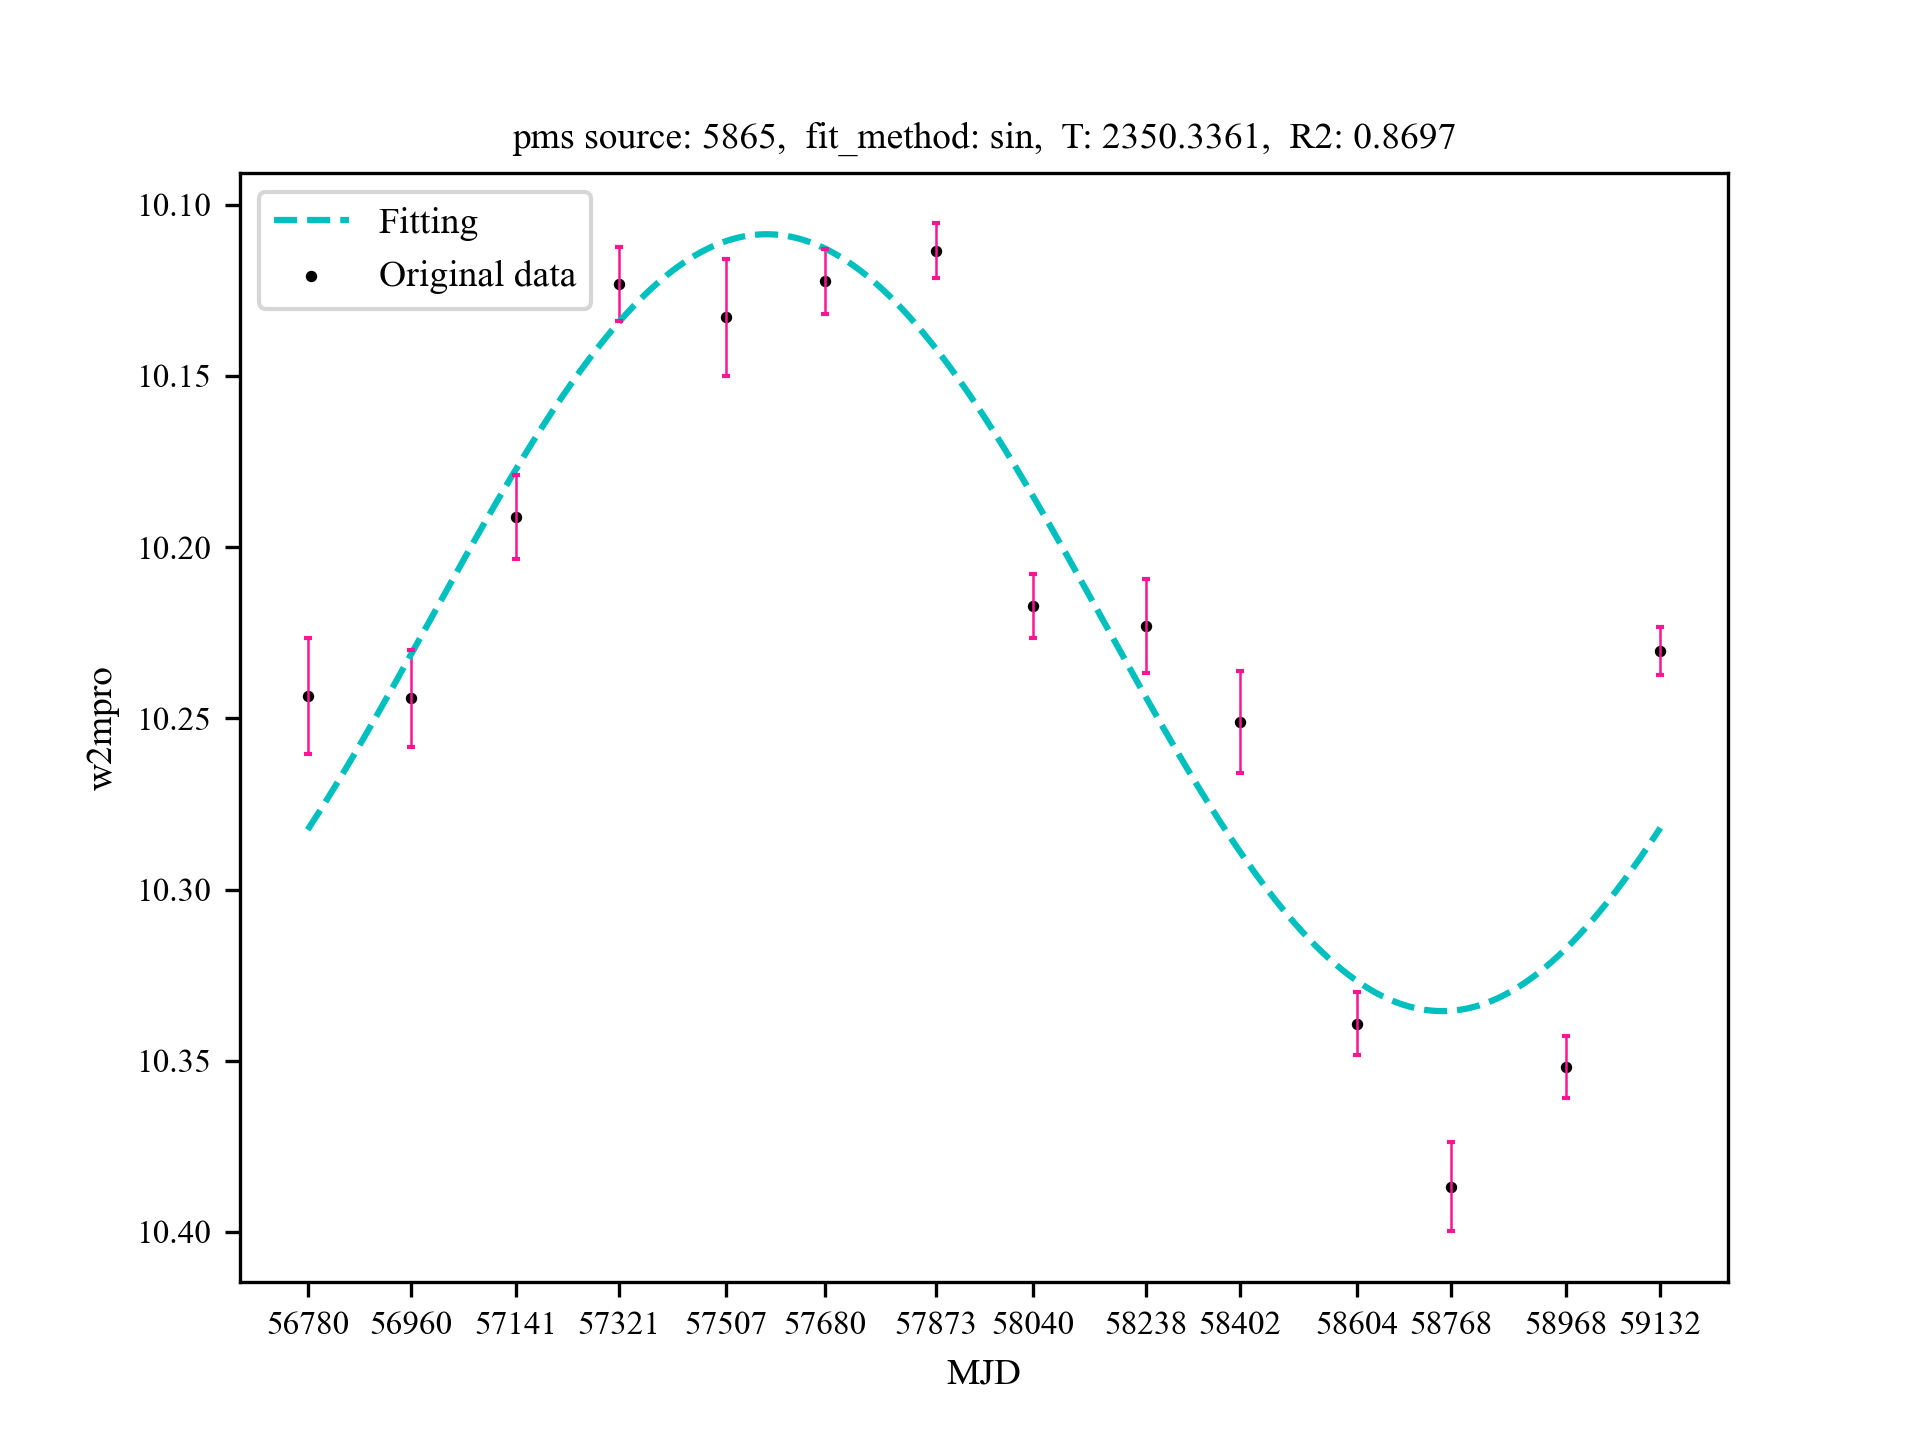 pms source: 5865,  fit_method: sin,  T: 2350.3361,  R2: 0.8697
Fitting
Original data
10.10
10.15
10.20
10.25
10.30
10.35
10.40
w2mpro
56780 56960 57141 57321 57507 57680 57873 58040 58238 58402 58604 58768 58968 59132
MJD